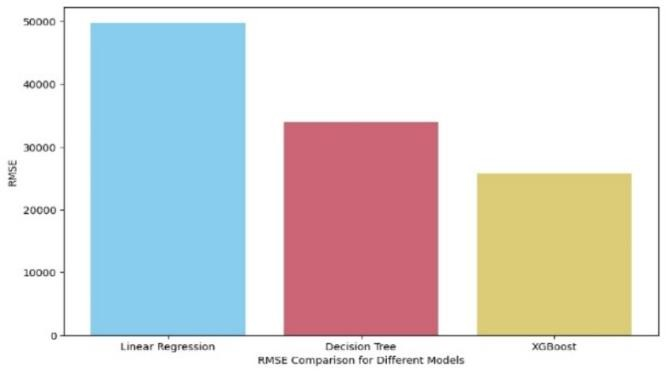 50000
40000
30000
20000
10000
0
RMSE
Linear Regression
Decision Tree
XGBoost
RMSE Comparison for Different Models